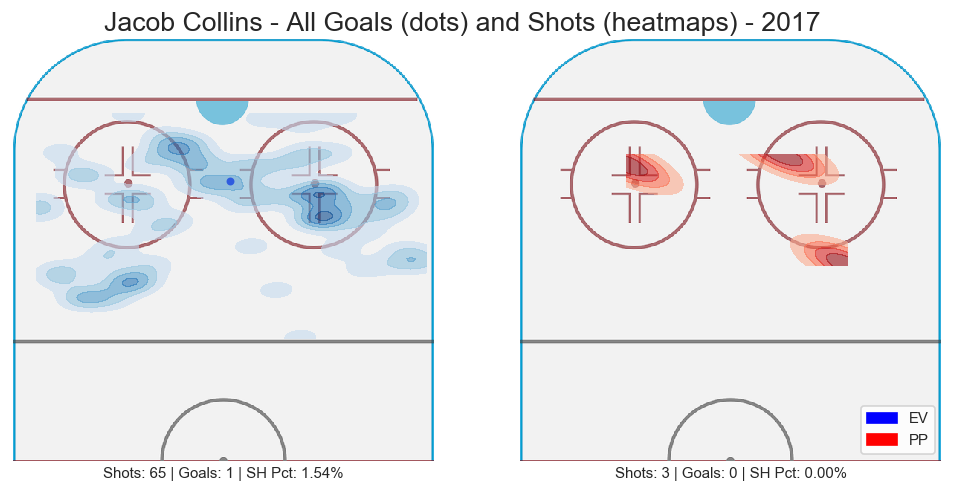 Jacob Collins - All Goals (dots) and Shots (heatmaps) - 2017
EV
PP
Shots: 65 | Goals: 1 | SH Pct: 1.54%
Shots: 3 | Goals: 0 | SH Pct: 0.00%